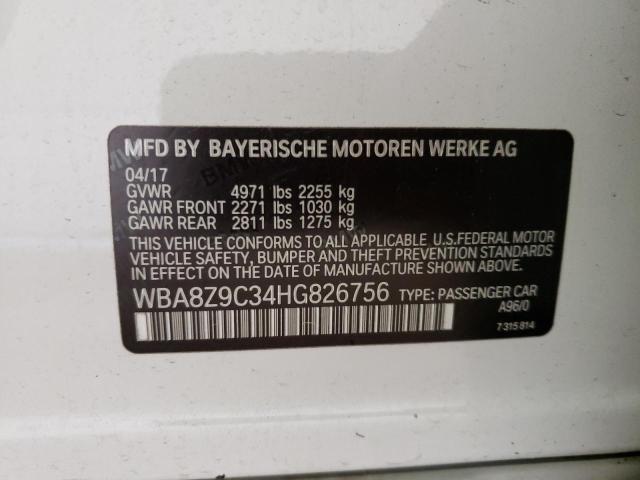 MFD BY BAYERISCHE MOTOREN WERKE AG
04/17
GVWR 4971 lbs 2255 kg
GAWR FRONT 2271 lbs 1030 kg
GAWR REAR 2811 lbs 1275 kg
THIS VEHICLE CONFORMS TO ALL APPLICABLE U.S.FEDERAL MOTOR
VEHICLE SAFETY, BUMPER AND THEFT PREVENTION STANDARDS
IN EFFECT ON THE DATE OF MANUFACTURE SHOWN ABOVE.
WBA8Z9C34HG826756 TYPE: PASSENGER CAR
A96/0
7 315 814